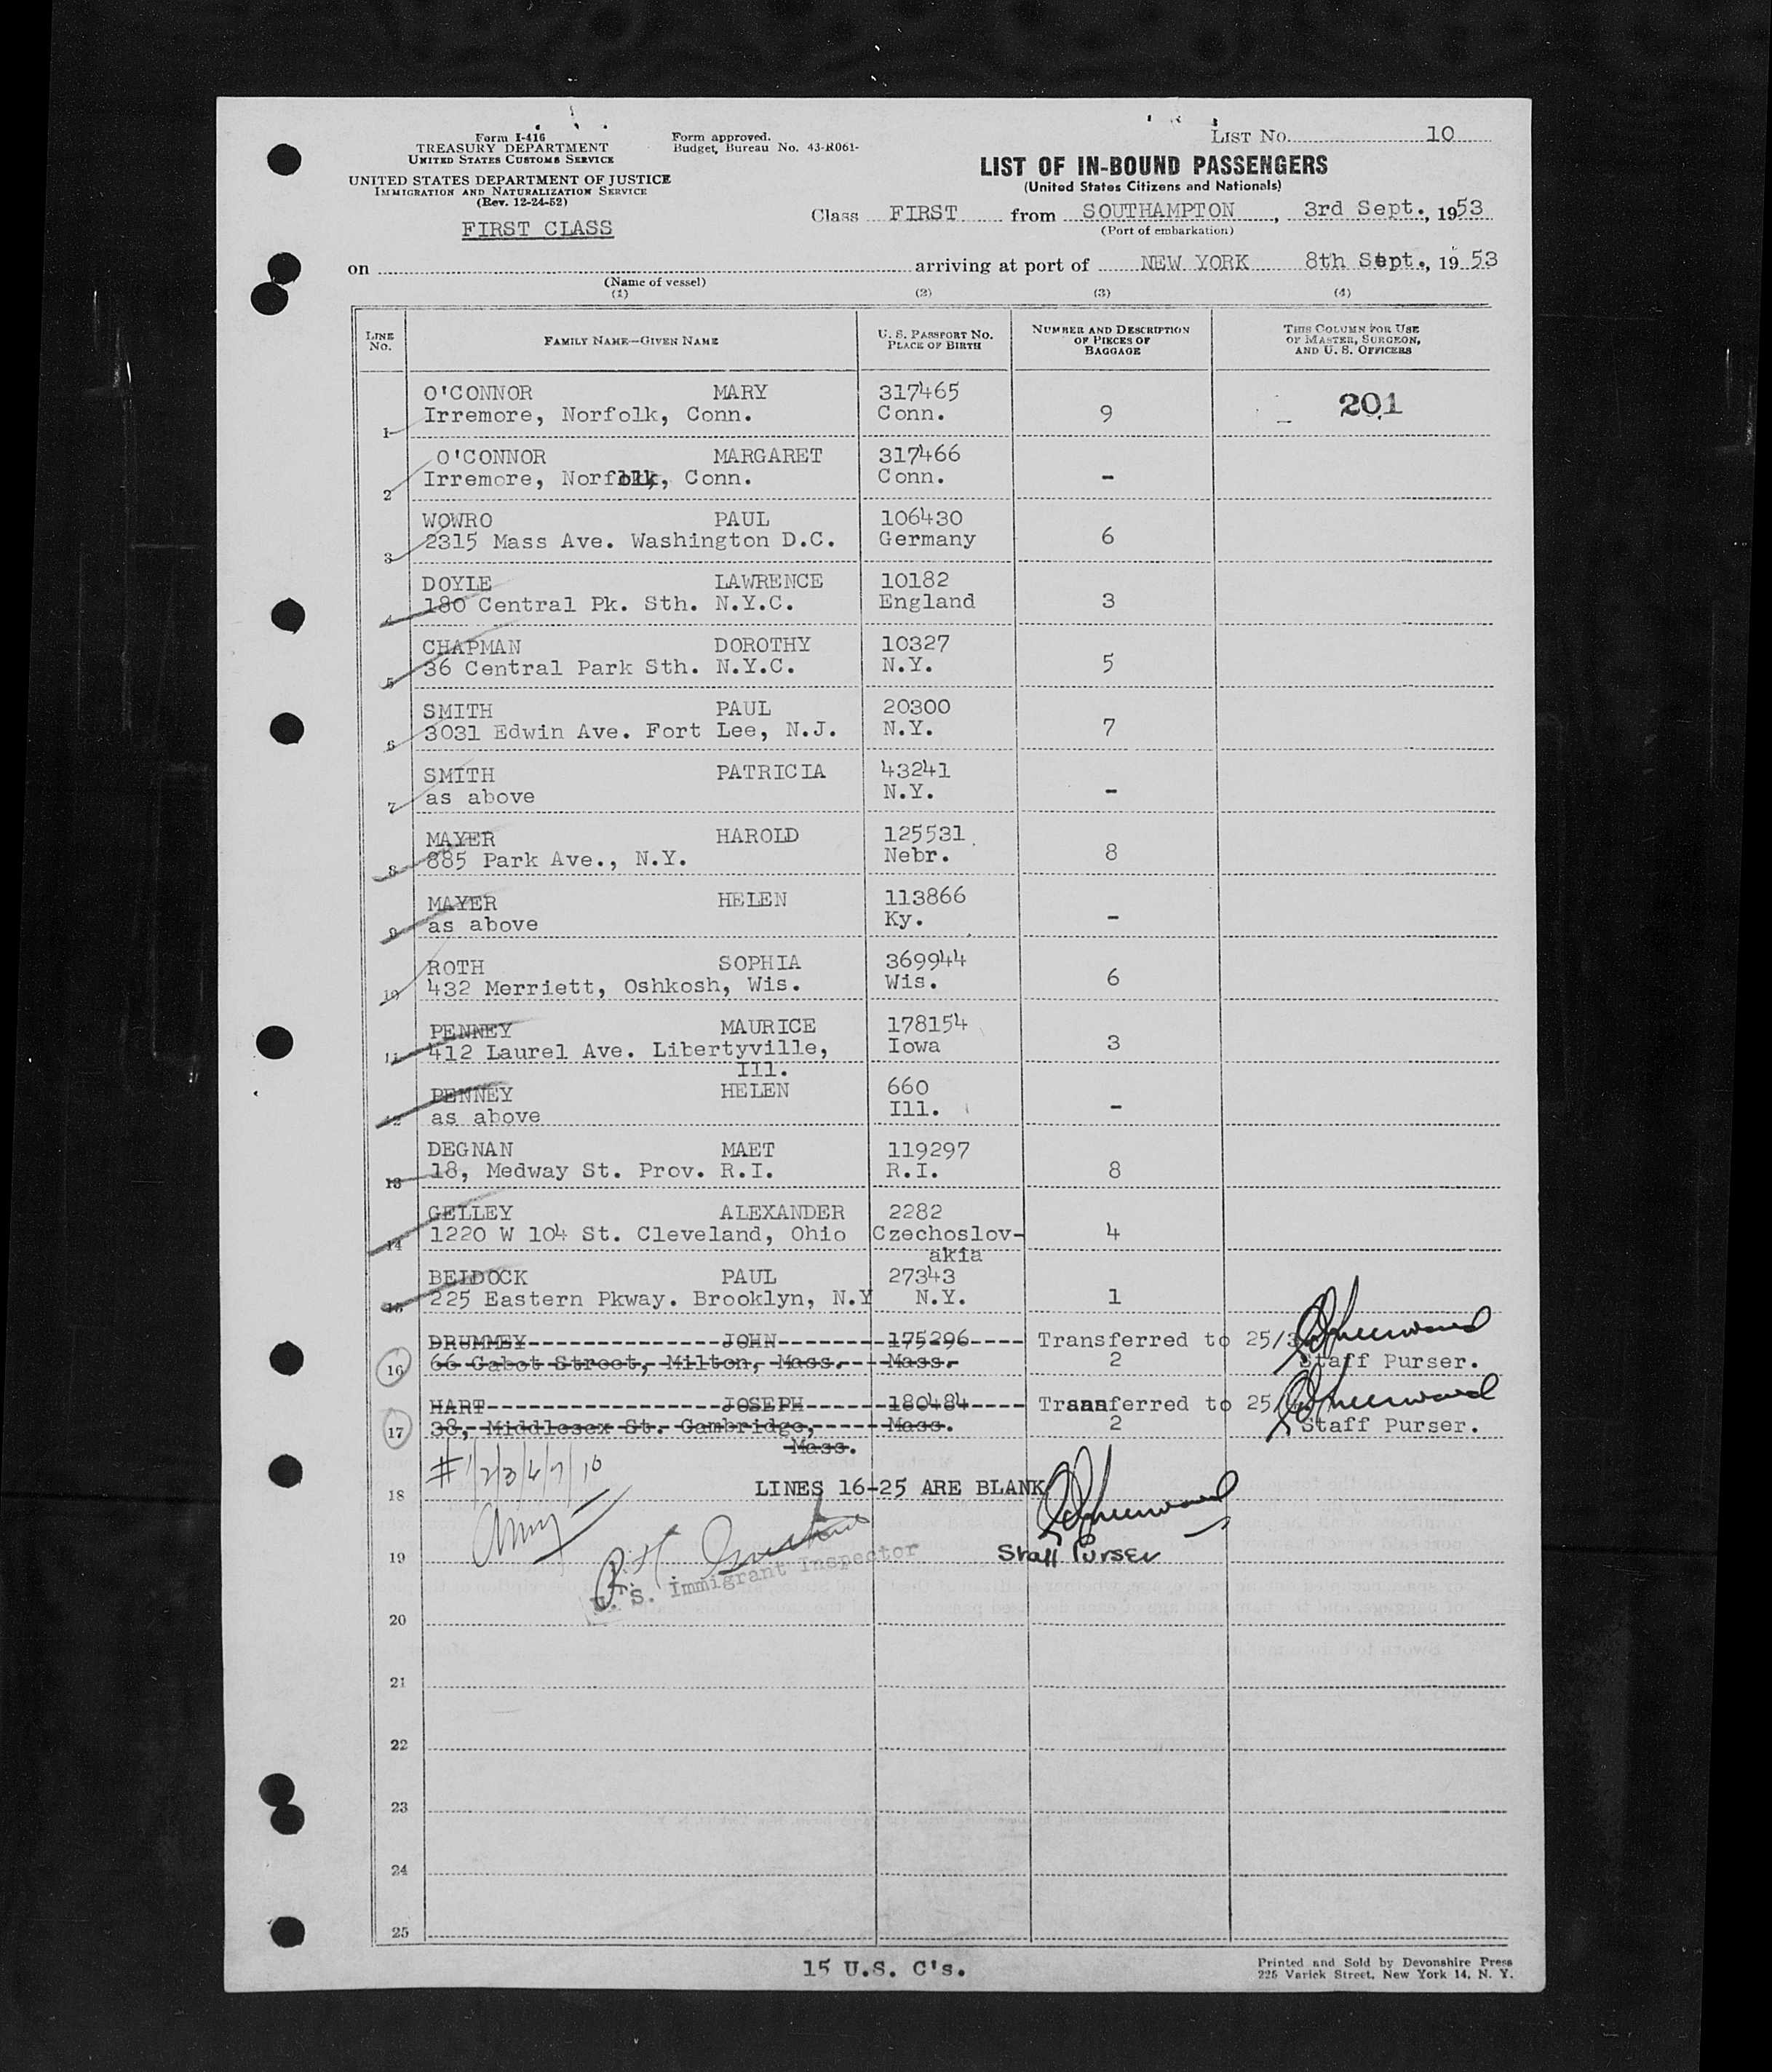 Form I-416
TREASURY DEPARTMENT
UNITED STATES CUSTOMS SERVICE
UNITED STATES DEPARTMENT OF JUSTICE
IMMIGRATION AND NATURALIZATION SERVICE
(Rev. 12-24-52)
FIRST CLASS
Form approved.
Budget Bureau No. 43-R061-
LIST NO. 10
LIST OF IN-BOUND PASSENGERS
(United States Citizens and Nationals)
Class FIRST from SOUTHAMPTON, 3rd Sept., 1953
(Port of embarkation)
on arriving at port of NEW YORK 8th Sept., 19 53
(Name of vessel)
(1) (2) (3) (4)
LINE NO. FAMILY NAME—GIVEN NAME U. S. PASSPORT NO. PLACE OF BIRTH NUMBER AND DESCRIPTION OF PIECES OF BAGGAGE THIS COLUMN FOR USE OF MASTER, SURGEON, AND U. S. OFFICERS
O'CONNOR MARY 317465 201
1 Irremore, Norfolk, Conn. Conn. 9
O'CONNOR MARGARET 317466
2 Irremore, Norfolk, Conn. Conn. -
WOWRO PAUL 106430
3 2315 Mass Ave. Washington D.C. Germany 6
DOYLE LAWRENCE 10182
4 180 Central Pk. Sth. N.Y.C. England 3
CHAPMAN DOROTHY 10327
5 36 Central Park Sth. N.Y.C. N.Y. 5
SMITH PAUL 20300
6 3031 Edwin Ave. Fort Lee, N.J. N.Y. 7
SMITH PATRICIA 43241
7 as above N.Y. -
MAYER HAROLD 125531
8 885 Park Ave., N.Y. Nebr. 8
MAYER HELEN 113866
9 as above Ky. -
ROTH SOPHIA 369944
10 432 Merriett, Oshkosh, Wis. Wis. 6
PENNEY MAURICE 178154
11 412 Laurel Ave. Libertyville, Iowa 3
Ill.
PENNEY HELEN 660
12 as above Ill. -
DEGNAN MAET 119297
13 18, Medway St. Prov. R.I. R.I. 8
GELLEY ALEXANDER 2282
14 1220 W 104 St. Cleveland, Ohio Czechoslov- 4
akia
BEIDOCK PAUL 27343
15 225 Eastern Pkway. Brooklyn, N.Y N.Y. 1
DRUMMEY JOHN 175296 Transferred to 25/
16 66 Cabot Street, Milton, Mass. Mass. 2 Staff Purser.
HART JOSEPH 180484 Traansferred to 25/
17 38, Middlesex St. Cambridge, Mass. 2 Staff Purser.
Mass.
#1/2/3/6/7/10
18 LINES 16-25 ARE BLANK
19 Staff Purser
U. S. Immigrant Inspector
20
21
22
23
24
25
15 U.S. C's.
Printed and Sold by Devonshire Press
225 Varick Street, New York 14, N. Y.